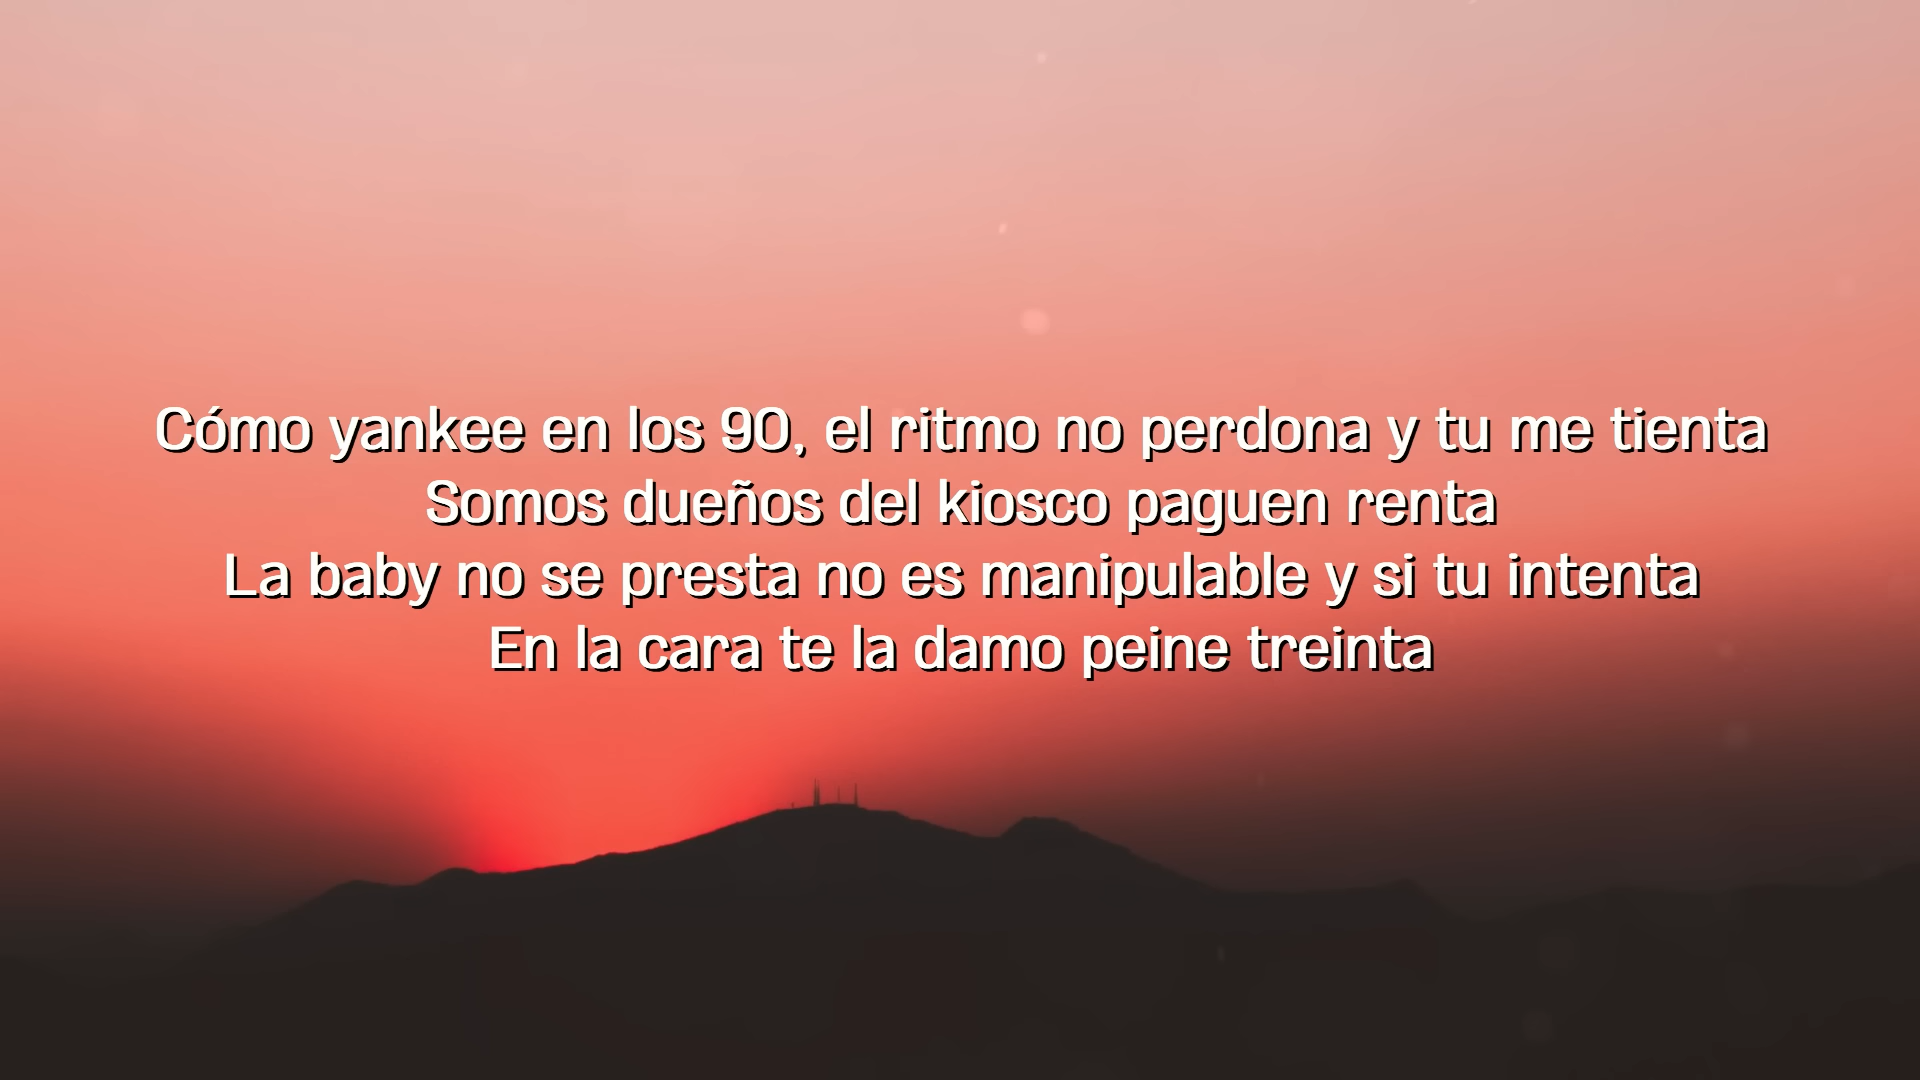 Cómo yankee en los 90, el ritmo no perdona y tu me tienta
Somos dueños del kiosco paguen renta
La baby no se presta no es manipulable y si tu intenta
En la cara te la damo peine treinta